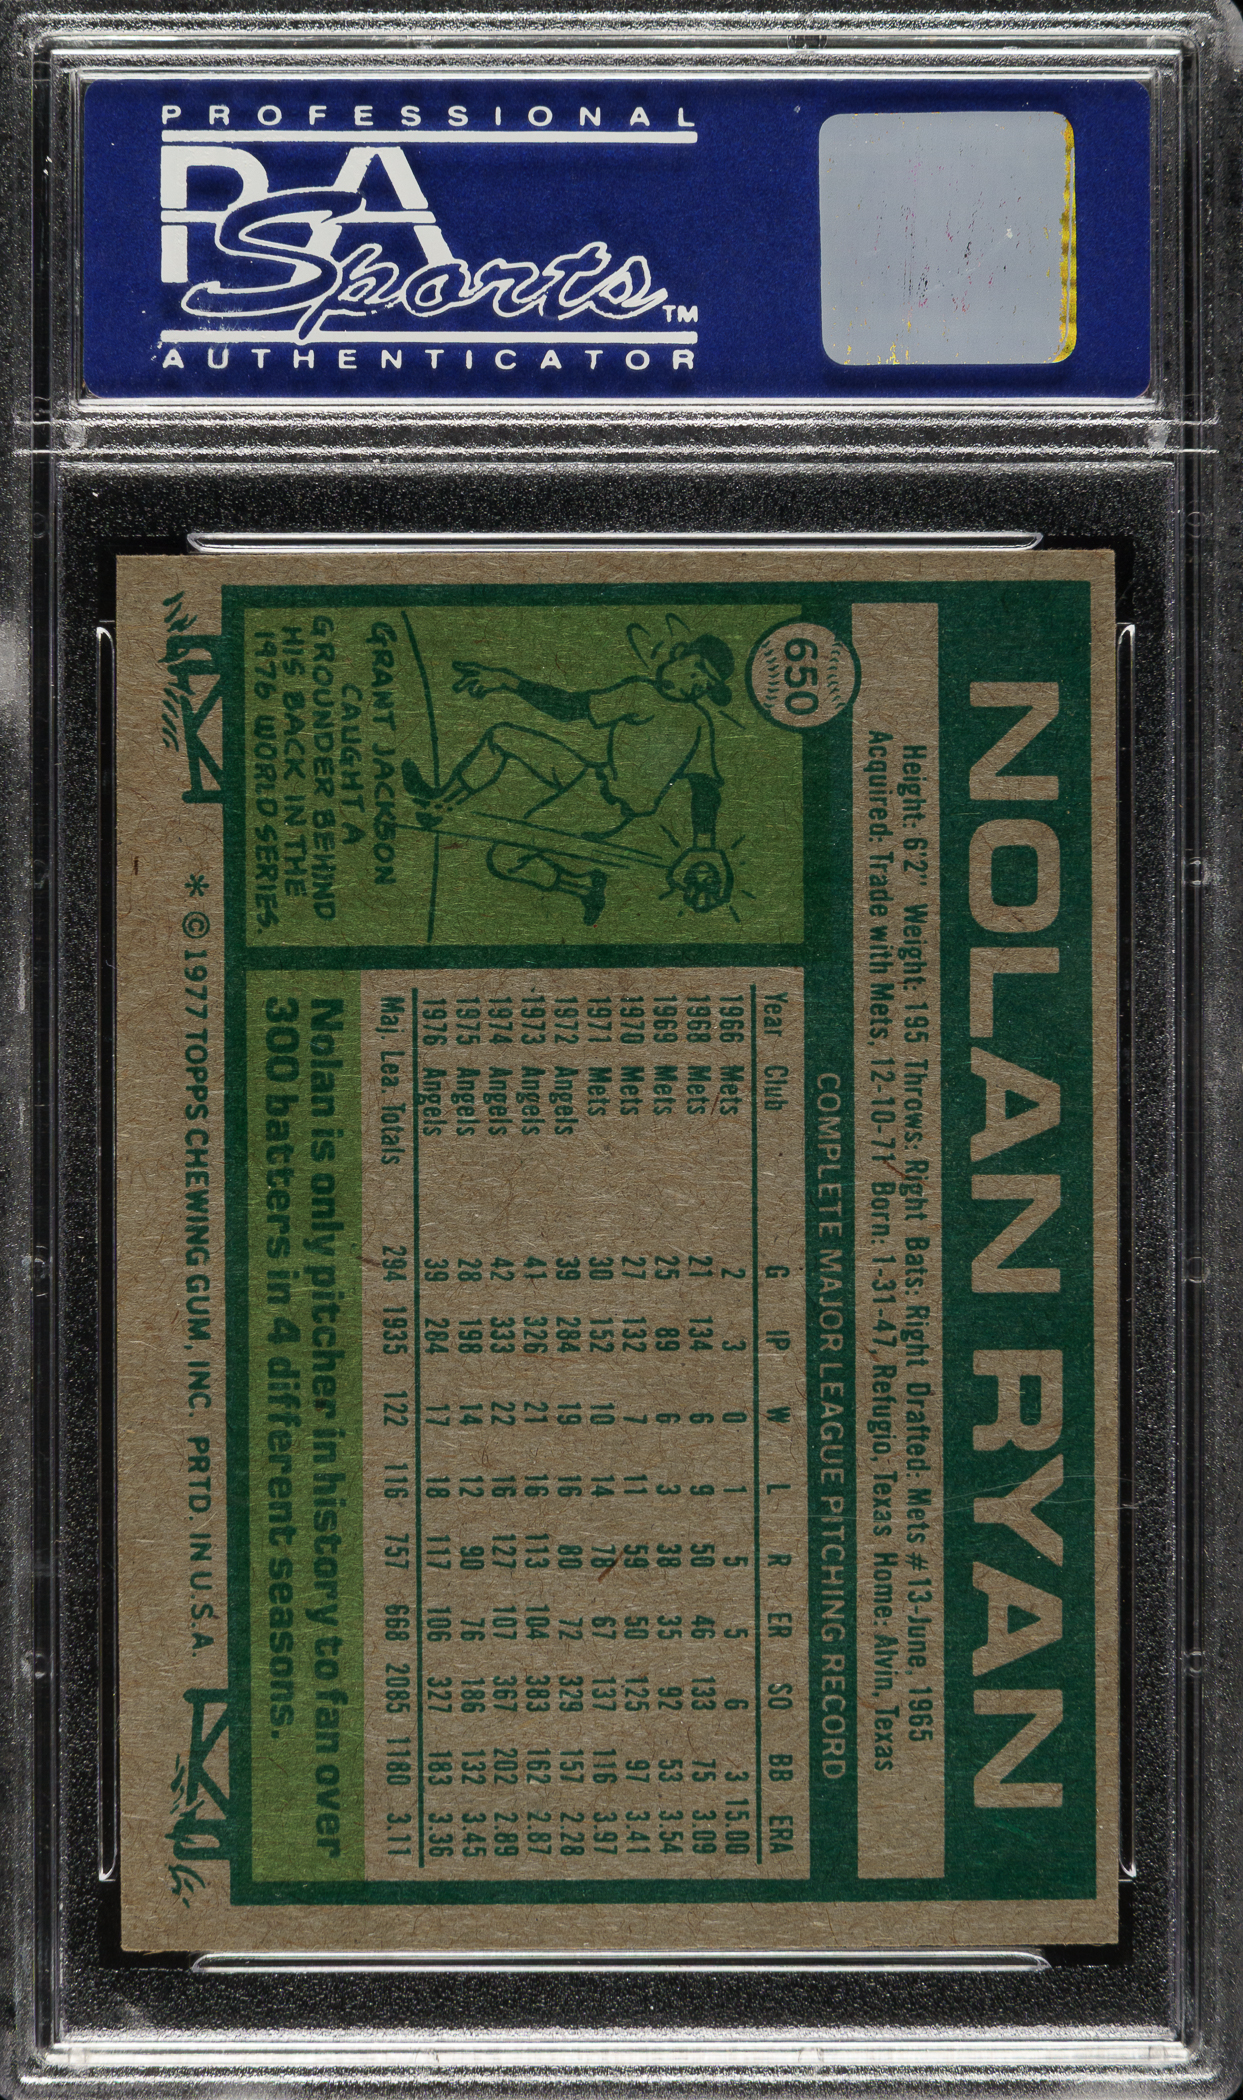 PROFESSIONAL
PSA
Sports TM
AUTHENTICATOR
650
NOLAN RYAN
Height: 6'2" Weight: 195 Throws: Right Bats: Right Drafted: Mets #13-June, 1965
Acquired: Trade with Mets, 12-10-71 Born: 1-31-47, Refugio, Texas Home: Alvin, Texas
COMPLETE MAJOR LEAGUE PITCHING RECORD
Year Club G IP W L R ER SO BB ERA
1966 Mets 2 3 0 1 5 5 6 3 15.00
1968 Mets 21 134 6 9 50 46 133 75 3.09
1969 Mets 25 89 6 3 38 35 92 53 3.54
1970 Mets 27 132 7 11 59 50 125 97 3.41
1971 Mets 30 152 10 14 78 67 137 116 3.97
1972 Angels 39 284 19 16 80 72 329 157 2.28
1973 Angels 41 326 21 16 113 104 383 162 2.87
1974 Angels 42 333 22 16 127 107 367 202 2.89
1975 Angels 28 198 14 12 90 76 186 132 3.45
1976 Angels 39 284 17 18 117 106 327 183 3.36
Maj. Lea. Totals 294 1935 122 116 757 668 2085 1180 3.11
GRANT JACKSON
CAUGHT A
GROUNDER BEHIND
HIS BACK IN THE
1976 WORLD SERIES.
Nolan is only pitcher in history to fan over
300 batters in 4 different seasons.
* © 1977 TOPPS CHEWING GUM, INC. PRTD. IN U.S.A.